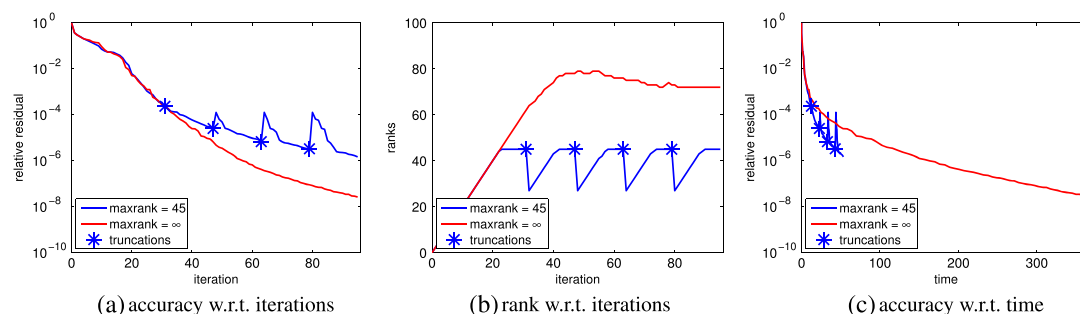 10^0
10^-2
10^-4
10^-6
10^-8
10^-10
relative residual
0 20 40 60 80
iteration
maxrank = 45
maxrank = ∞
truncations
(a) accuracy w.r.t. iterations
100
80
60
40
20
0
ranks
0 20 40 60 80
iteration
maxrank = 45
maxrank = ∞
truncations
(b) rank w.r.t. iterations
10^0
10^-2
10^-4
10^-6
10^-8
10^-10
relative residual
0 100 200 300
time
maxrank = 45
maxrank = ∞
truncations
(c) accuracy w.r.t. time